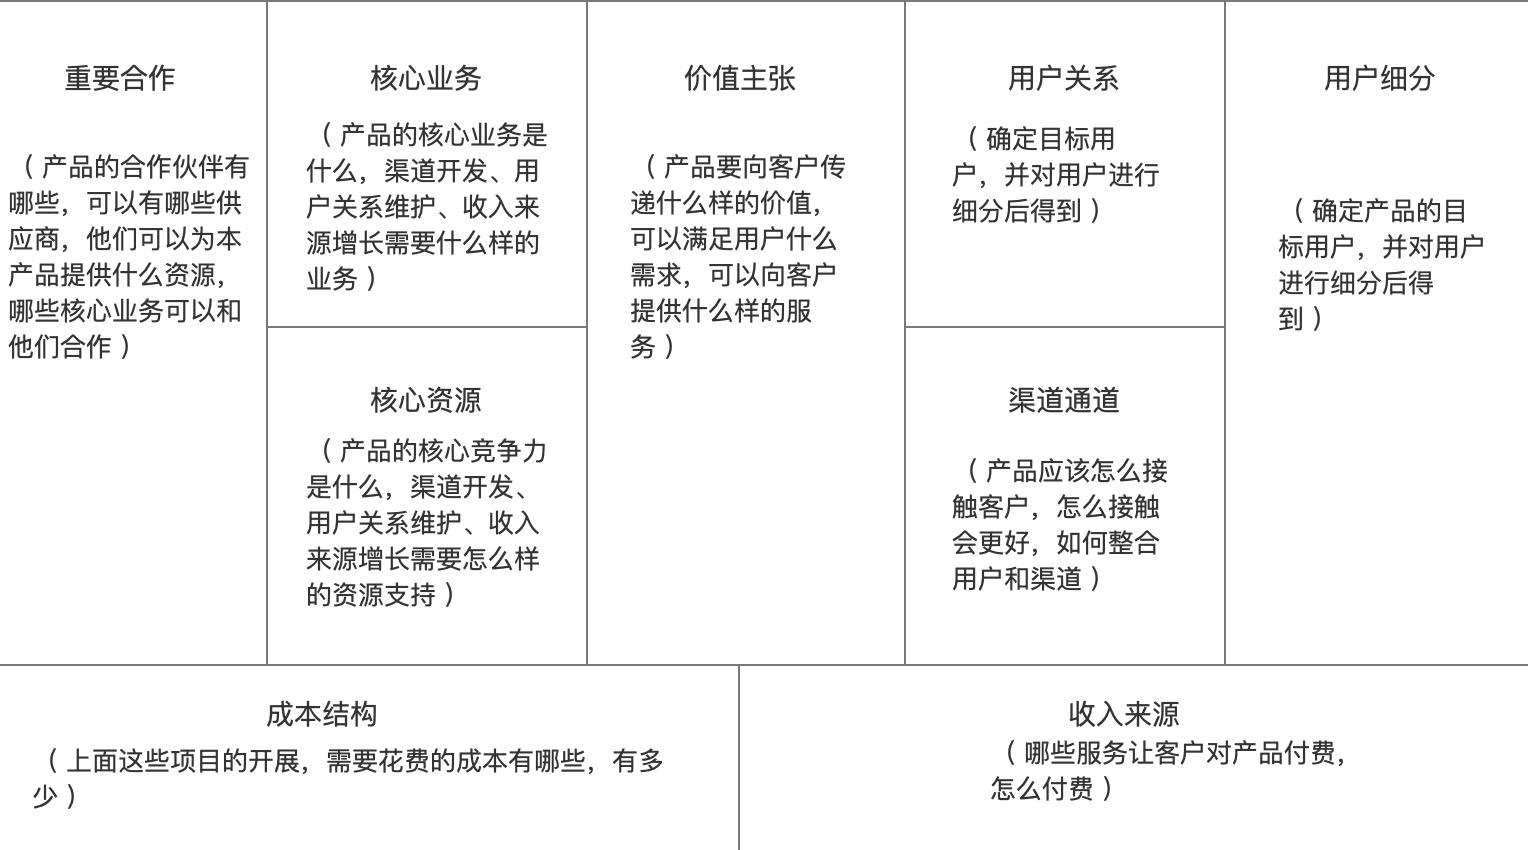 重要合作
（产品的合作伙伴有
哪些，可以有哪些供
应商，他们可以为本
产品提供什么资源，
哪些核心业务可以和
他们合作）
核心业务
（产品的核心业务是
什么，渠道开发、用
户关系维护、收入来
源增长需要什么样的
业务）
核心资源
（产品的核心竞争力
是什么，渠道开发、
用户关系维护、收入
来源增长需要怎么样
的资源支持）
价值主张
（产品要向客户传
递什么样的价值，
可以满足用户什么
需求，可以向客户
提供什么样的服
务）
用户关系
（确定目标用
户，并对用户进行
细分后得到）
渠道通道
（产品应该怎么接
触客户，怎么接触
会更好，如何整合
用户和渠道）
用户细分
（确定产品的目
标用户，并对用户
进行细分后得
到）
成本结构
（上面这些项目的开展，需要花费的成本有哪些，有多
少）
收入来源
（哪些服务让客户对产品付费，
怎么付费）